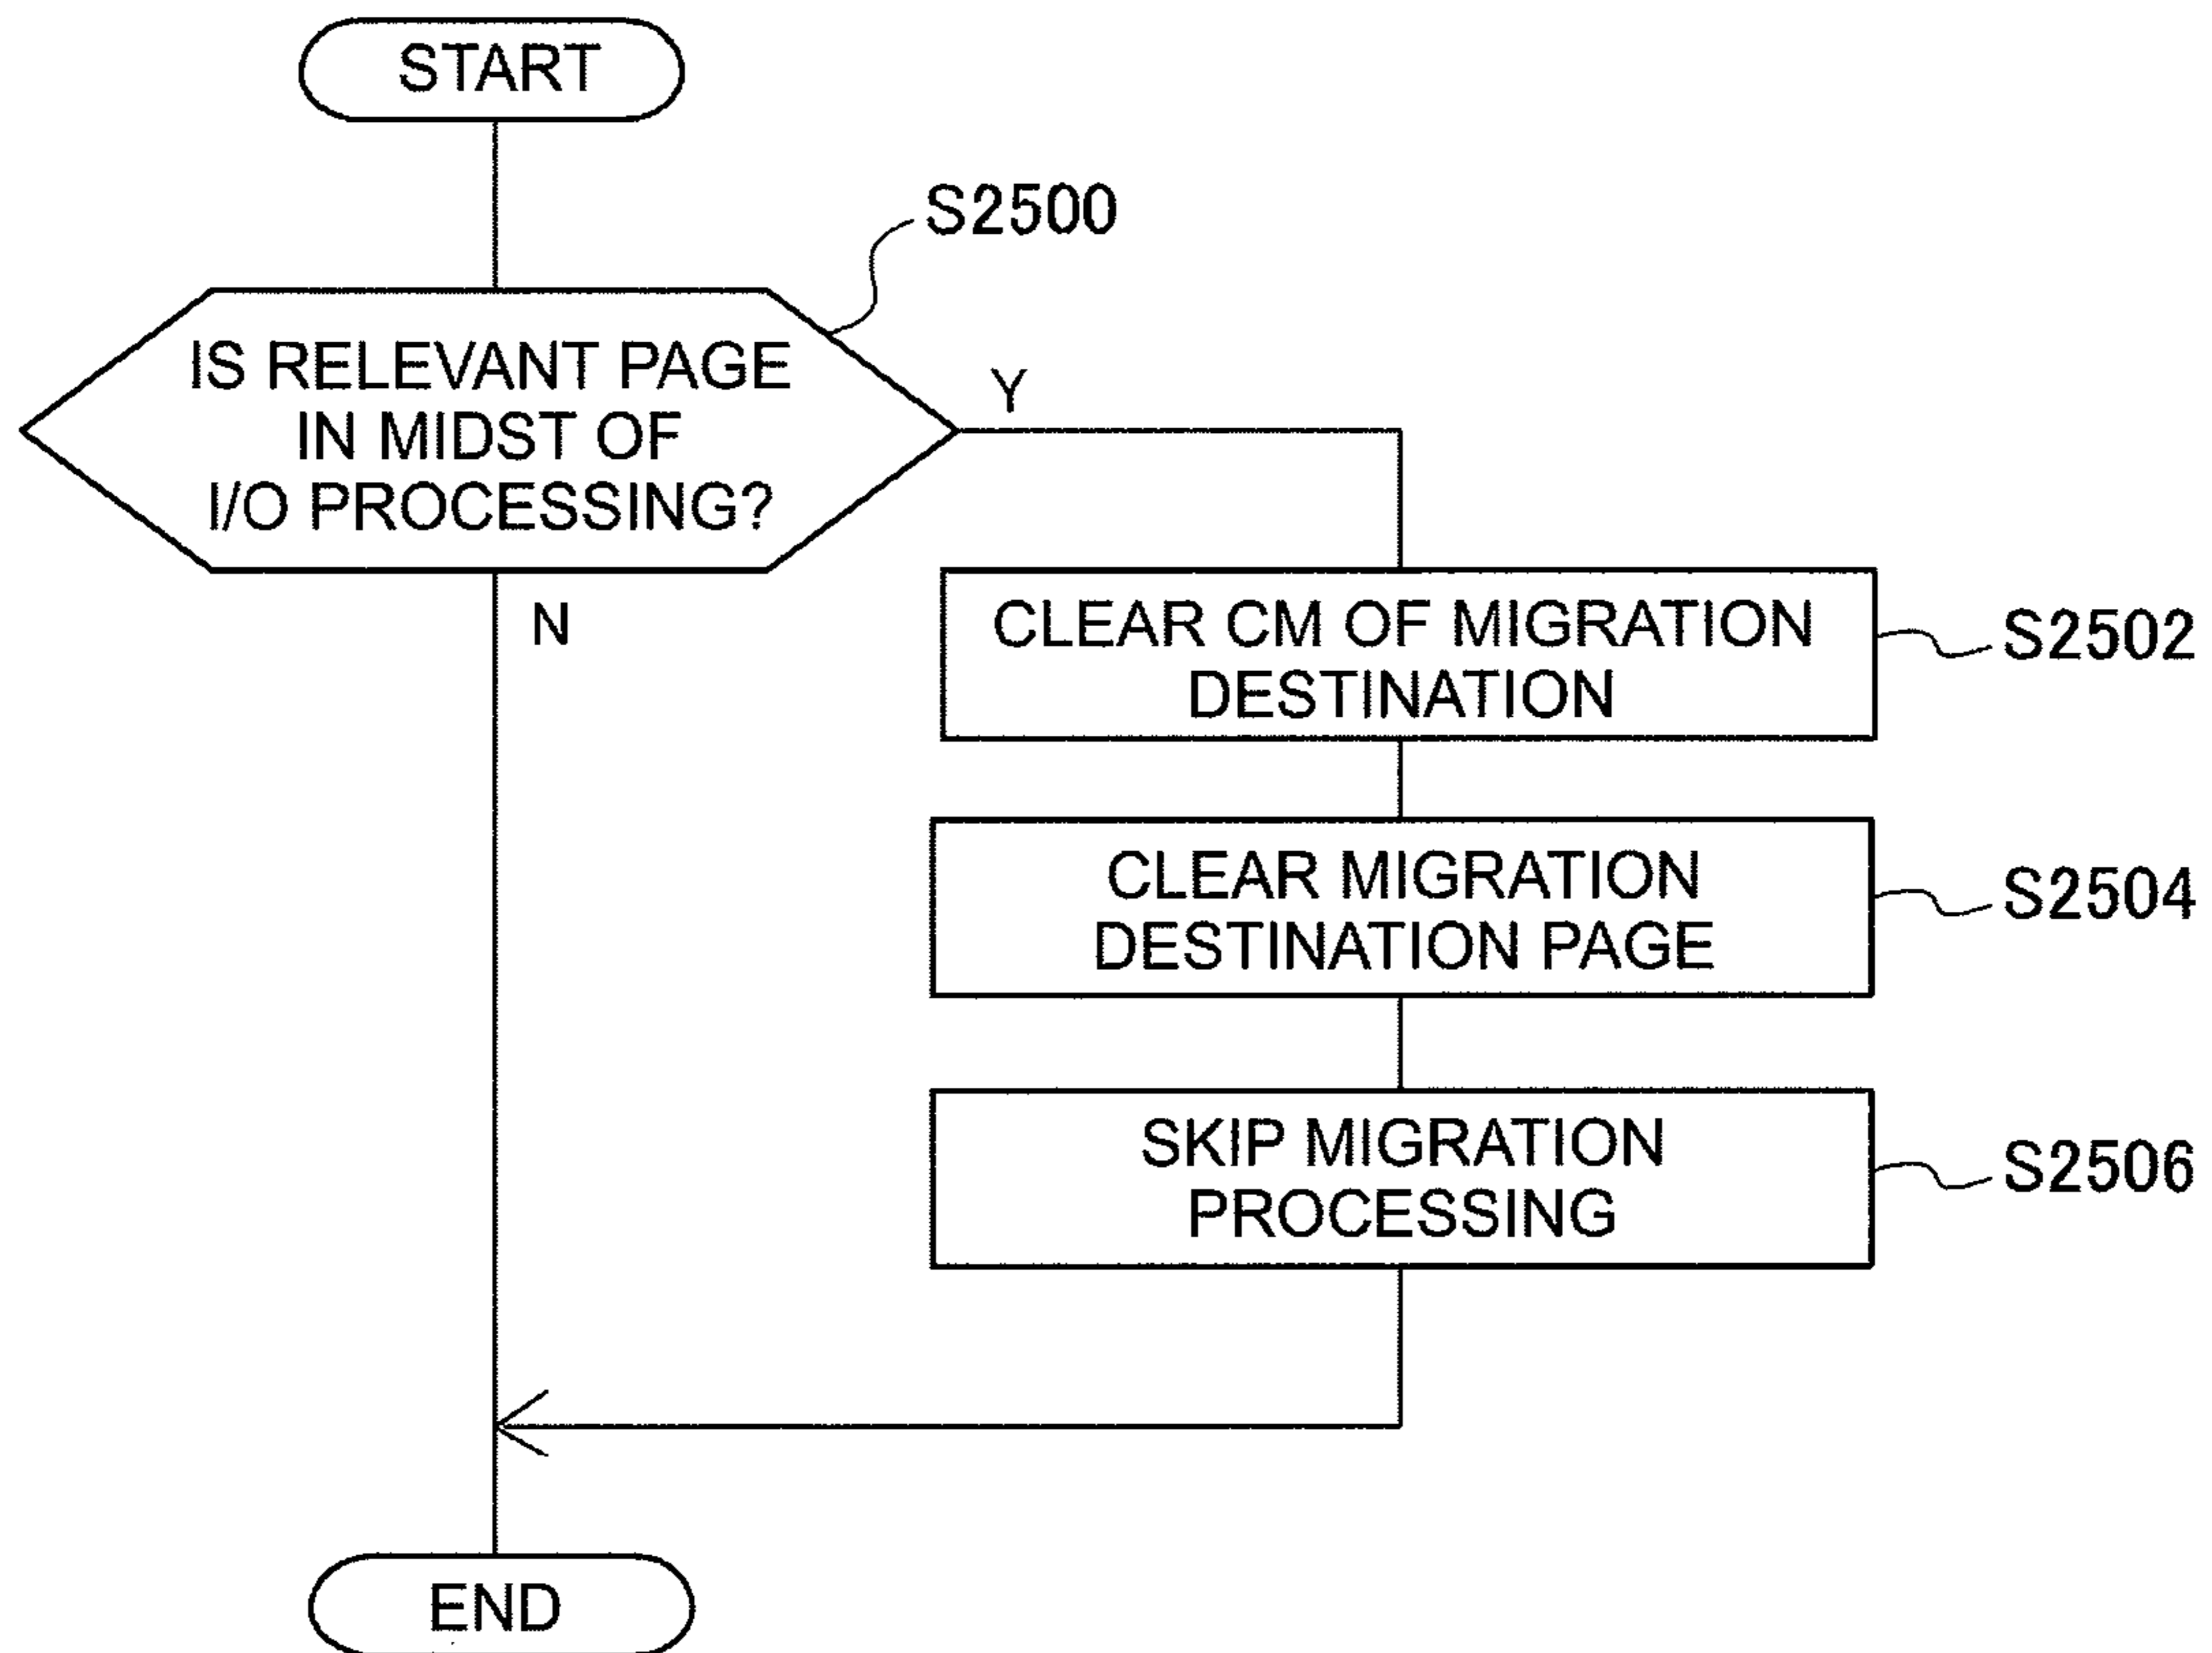 START
S2500
IS RELEVANT PAGE
IN MIDST OF
I/O PROCESSING?
Y
N
CLEAR CM OF MIGRATION
DESTINATION
S2502
CLEAR MIGRATION
DESTINATION PAGE
S2504
SKIP MIGRATION
PROCESSING
S2506
END